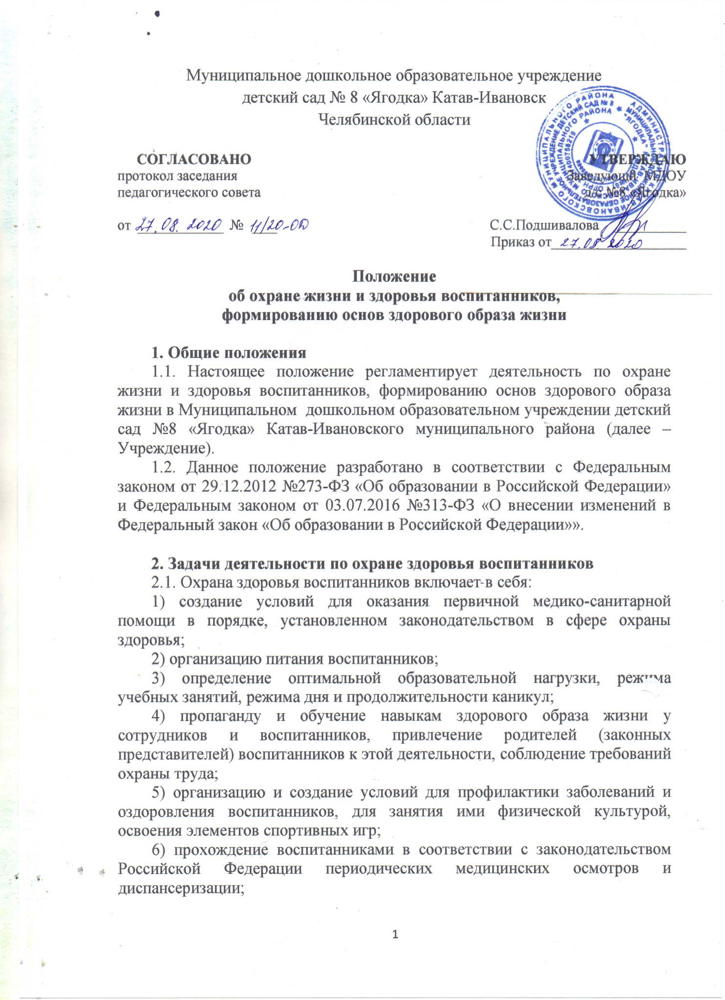 Муниципальное дошкольное образовательное учреждение
детский сад № 8 «Ягодка» Катав-Ивановск
Челябинской области
СОГЛАСОВАНО
протокол заседания
педагогического совета
от 27.08.2020 № 11/20-ОД
УТВЕРЖДАЮ
Заведующй МДОУ
д/с №8 «Ягодка»
С.С.Подшивалова
Приказ от 27.08.2020
Положение
об охране жизни и здоровья воспитанников,
формированию основ здорового образа жизни
1. Общие положения
1.1. Настоящее положение регламентирует деятельность по охране
жизни и здоровья воспитанников, формированию основ здорового образа
жизни в Муниципальном дошкольном образовательном учреждении детский
сад №8 «Ягодка» Катав-Ивановского муниципального района (далее –
Учреждение).
1.2. Данное положение разработано в соответствии с Федеральным
законом от 29.12.2012 №273-ФЗ «Об образовании в Российской Федерации»
и Федеральным законом от 03.07.2016 №313-ФЗ «О внесении изменений в
Федеральный закон «Об образовании в Российской Федерации»».
2. Задачи деятельности по охране здоровья воспитанников
2.1. Охрана здоровья воспитанников включает в себя:
1) создание условий для оказания первичной медико-санитарной
помощи в порядке, установленном законодательством в сфере охраны
здоровья;
2) организацию питания воспитанников;
3) определение оптимальной образовательной нагрузки, режима
учебных занятий, режима дня и продолжительности каникул;
4) пропаганду и обучение навыкам здорового образа жизни у
сотрудников и воспитанников, привлечение родителей (законных
представителей) воспитанников к этой деятельности, соблюдение требований
охраны труда;
5) организацию и создание условий для профилактики заболеваний и
оздоровления воспитанников, для занятия ими физической культурой,
освоения элементов спортивных игр;
6) прохождение воспитанниками в соответствии с законодательством
Российской Федерации периодических медицинских осмотров и
диспансеризации;
1